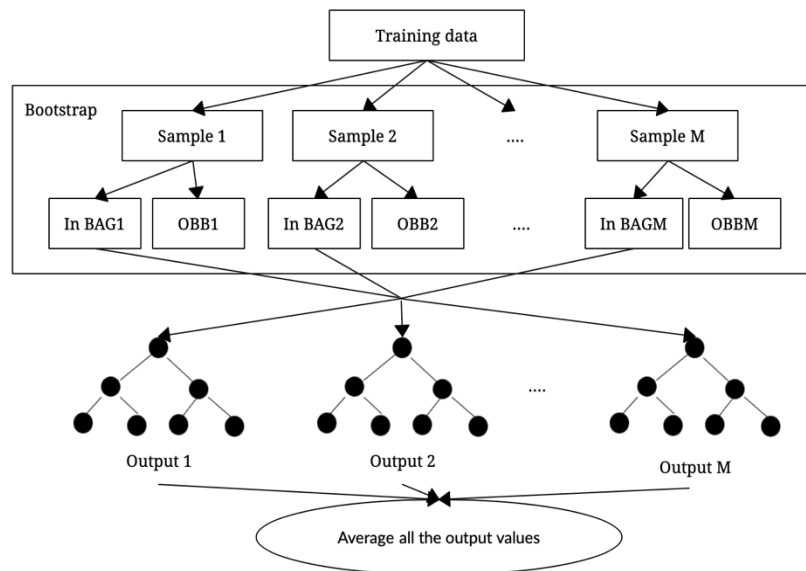 Training data
Bootstrap
Sample 1
Sample 2
....
Sample M
In BAG1
OBB1
In BAG2
OBB2
....
In BAGM
OBBM
....
Output 1
Output 2
Output M
Average all the output values